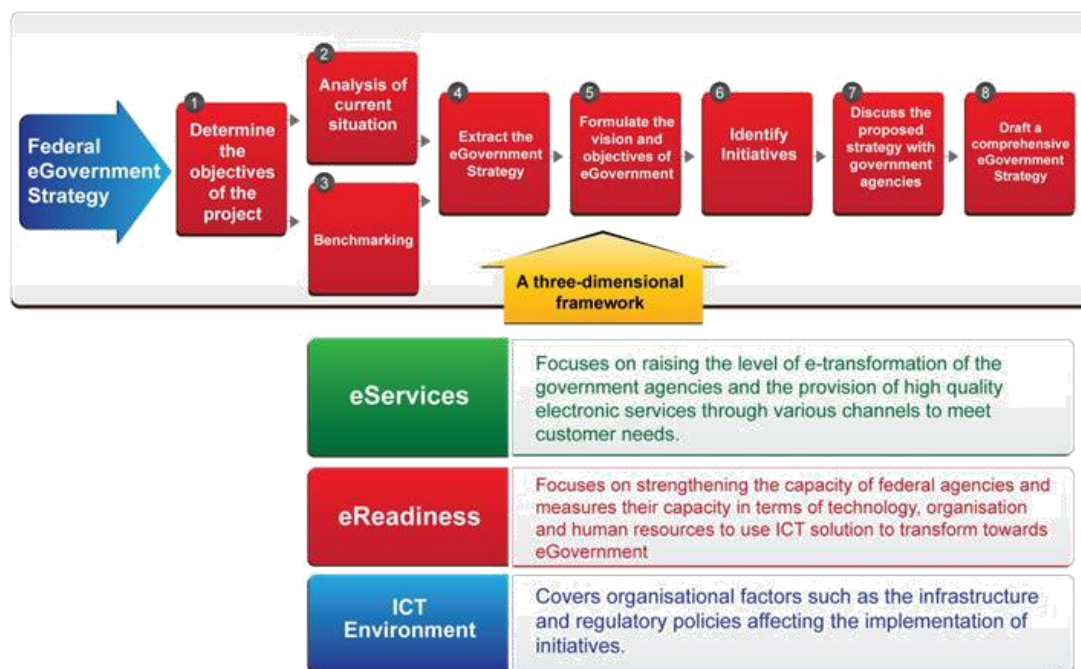 Federal
eGovernment
Strategy
1
Determine
the
objectives
of the
project
2
Analysis of
current
situation
3
Benchmarking
4
Extract the
eGovernment
Strategy
5
Formulate the
vision and
objectives of
eGovernment
6
Identify
Initiatives
7
Discuss the
proposed
strategy with
government
agencies
8
Draft a
comprehensive
eGovernment
Strategy
A three-dimensional
framework
eServices
Focuses on raising the level of e-transformation of the
government agencies and the provision of high quality
electronic services through various channels to meet
customer needs.
eReadiness
Focuses on strengthening the capacity of federal agencies and
measures their capacity in terms of technology, organisation
and human resources to use ICT solution to transform towards
eGovernment
ICT
Environment
Covers organisational factors such as the infrastructure
and regulatory policies affecting the implementation of
initiatives.